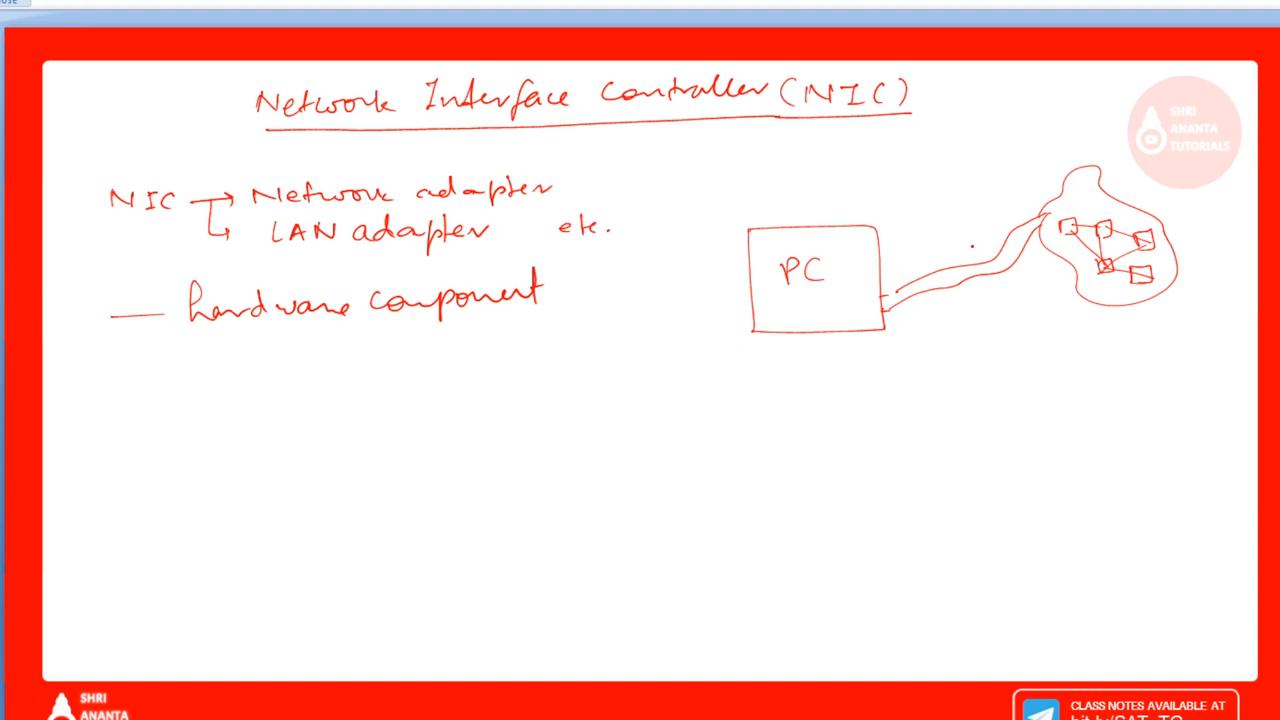 Network Interface Controller (NIC)
SHRI
ANANTA
TUTORIALS
NIC → Network adapter
LAN adapter etc.
PC
— hardware component
SHRI
ANANTA
CLASS NOTES AVAILABLE AT